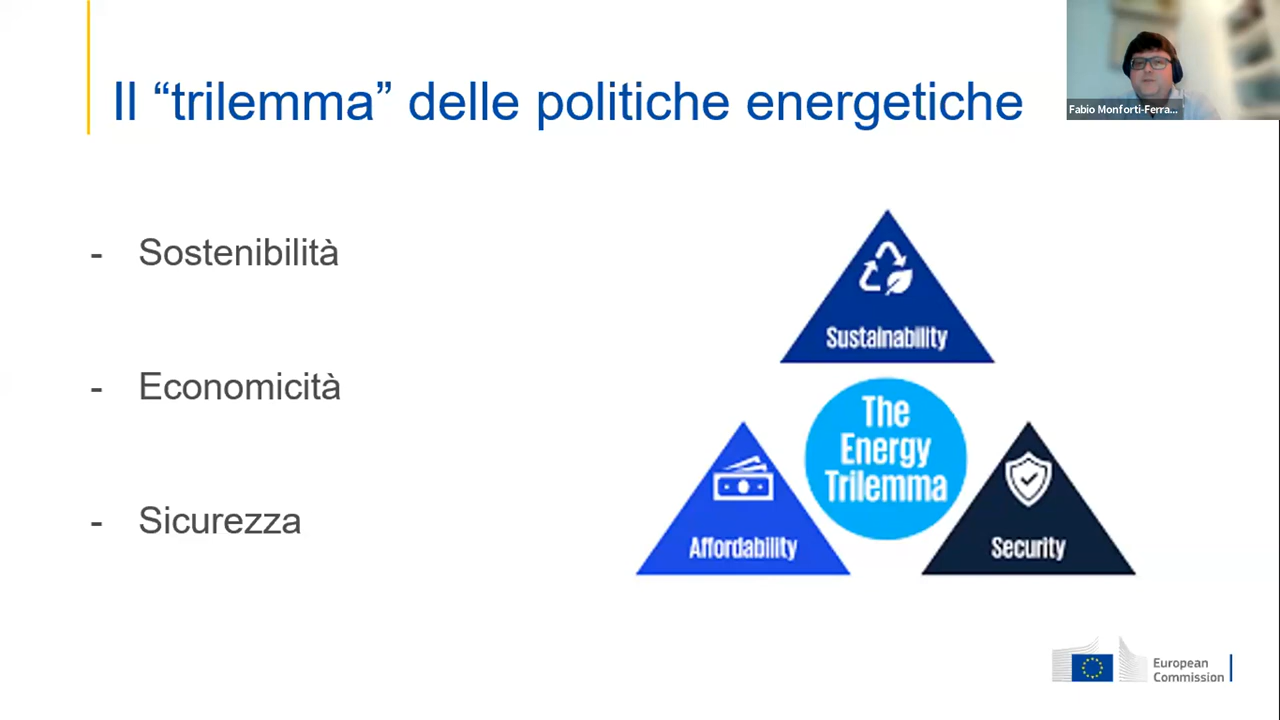 Il “trilemma” delle politiche energetiche
Fabio Monforti-Ferra...
- Sostenibilità
- Economicità
- Sicurezza
Sustainability
The
Energy
Trilemma
Affordability
Security
European
Commission